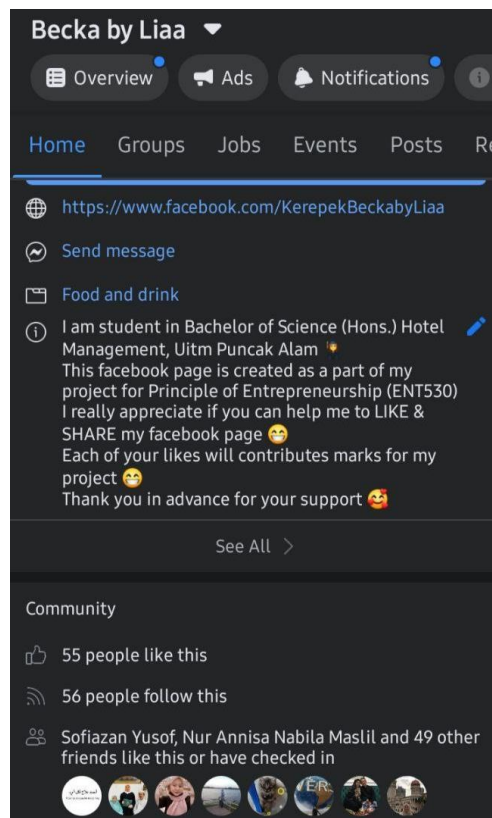 Becka by Liaa
Overview
Ads
Notifications
Home
Groups
Jobs
Events
Posts
Re
https://www.facebook.com/KerepekBeckabyLiaa
Send message
Food and drink
I am student in Bachelor of Science (Hons.) Hotel
Management, Uitm Puncak Alam
This facebook page is created as a part of my
project for Principle of Entrepreneurship (ENT530)
I really appreciate if you can help me to LIKE &
SHARE my facebook page 😁
Each of your likes will contributes marks for my
project 😁
Thank you in advance for your support 🥰
See All
Community
55 people like this
56 people follow this
Sofiazan Yusof, Nur Annisa Nabila Maslil and 49 other
friends like this or have checked in